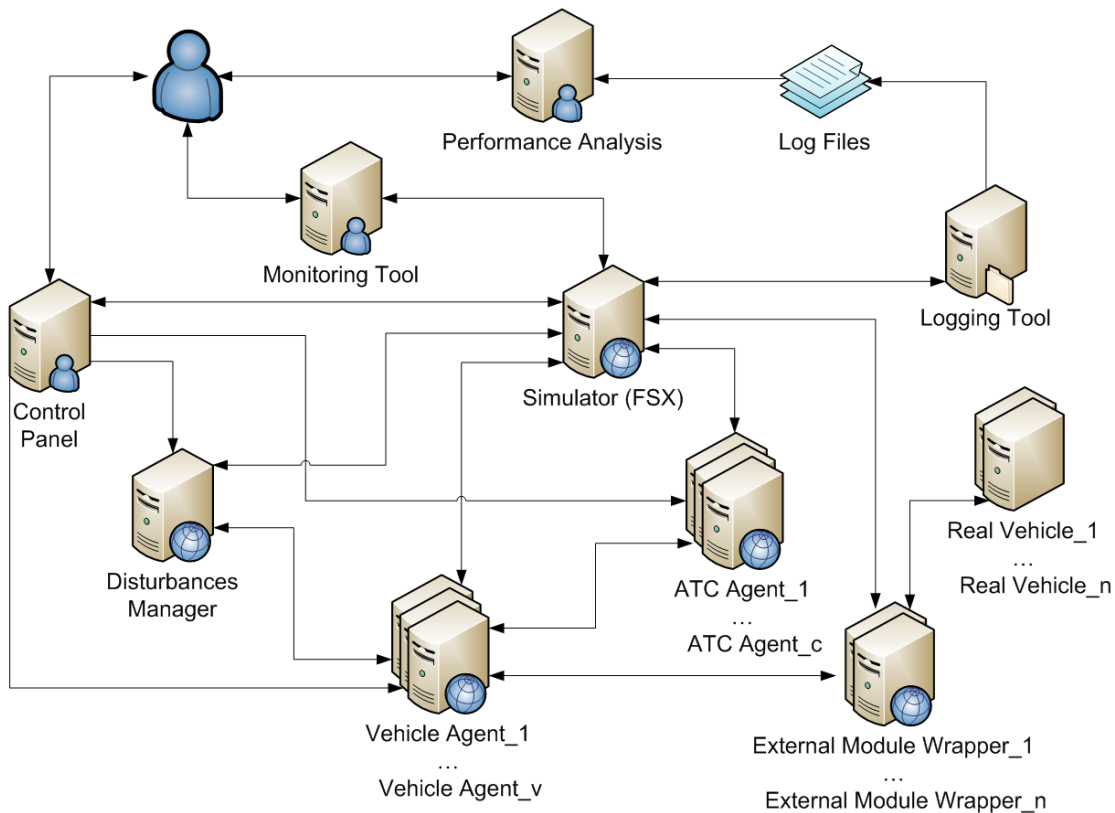 Performance Analysis
Log Files
Monitoring Tool
Logging Tool
Control
Panel
Simulator (FSX)
Disturbances
Manager
ATC Agent_1
...
ATC Agent_c
Real Vehicle_1
...
Real Vehicle_n
Vehicle Agent_1
...
Vehicle Agent_v
External Module Wrapper_1
...
External Module Wrapper_n